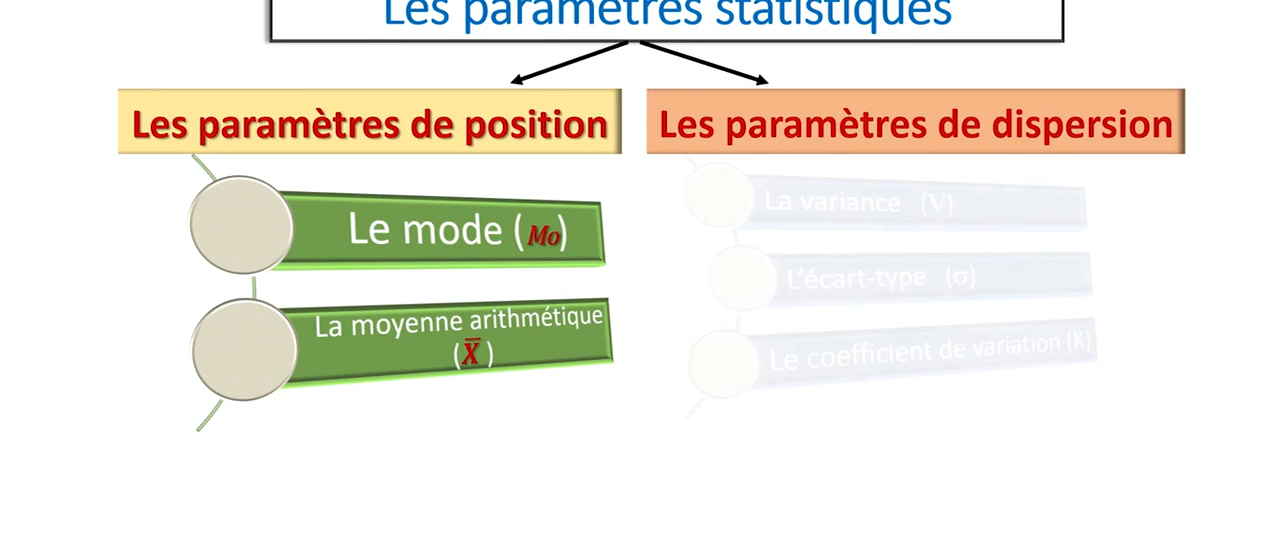 Les paramètres statistiques
Les paramètres de position
Les paramètres de dispersion
Le mode (Mo)
La moyenne arithmétique
(X̅ )
La variance (V)
L'écart-type (σ)
Le coefficient de variation (K)